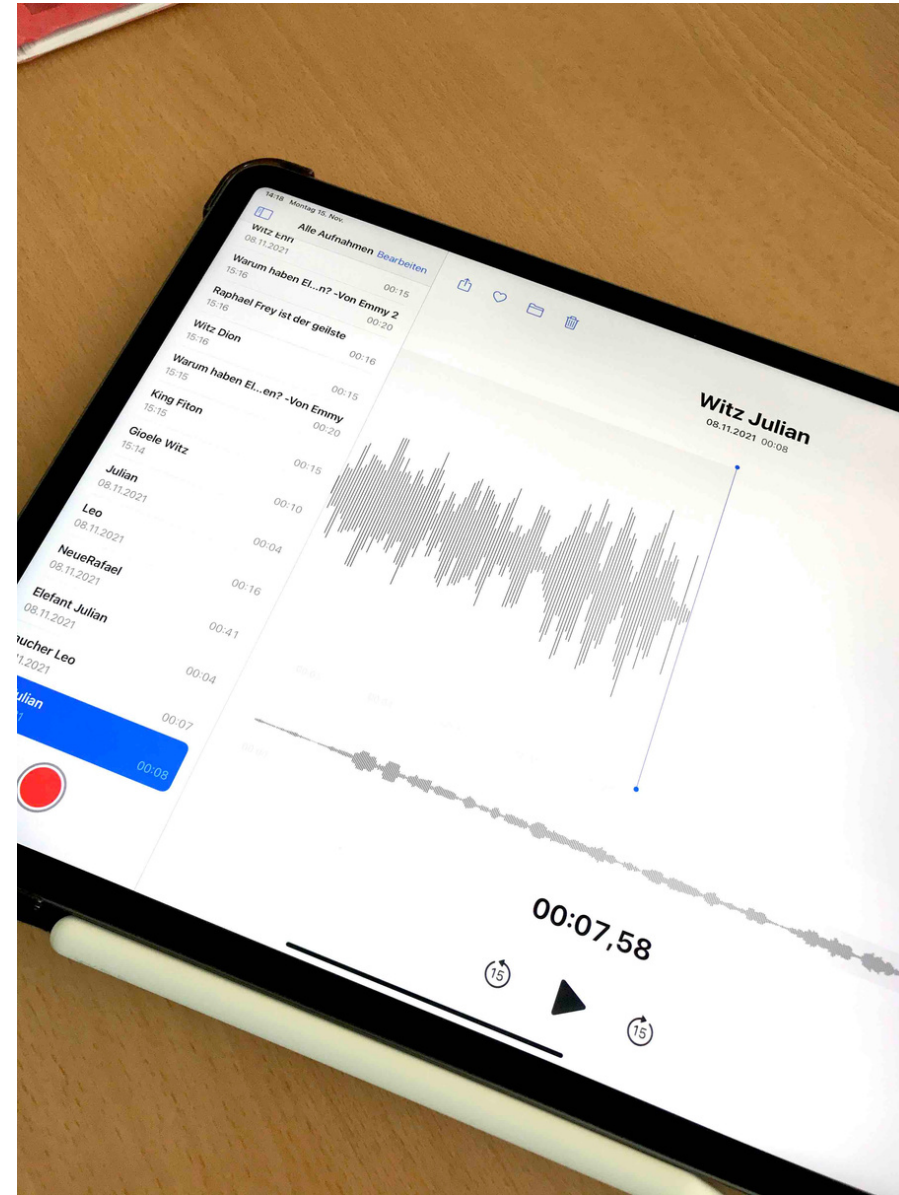 14:18 Montag 15. Nov.
Alle Aufnahmen Bearbeiten
Witz Enri
08.11.2021 00:15
Warum haben El...n? -Von Emmy 2
15:16 00:20
Raphael Frey ist der geilste
15:16 00:16
Witz Dion
15:16 00:15
Warum haben El...en? -Von Emmy
15:15 00:20
King Fiton
15:15 00:15
Gioele Witz
15:14 00:10
Julian
08.11.2021 00:04
Leo
08.11.2021 00:16
NeueRafael
08.11.2021 00:41
Elefant Julian
08.11.2021 00:04
aucher Leo
11.2021 00:07
ulian
00:08
Witz Julian
08.11.2021 00:08
00:07,58
15
15